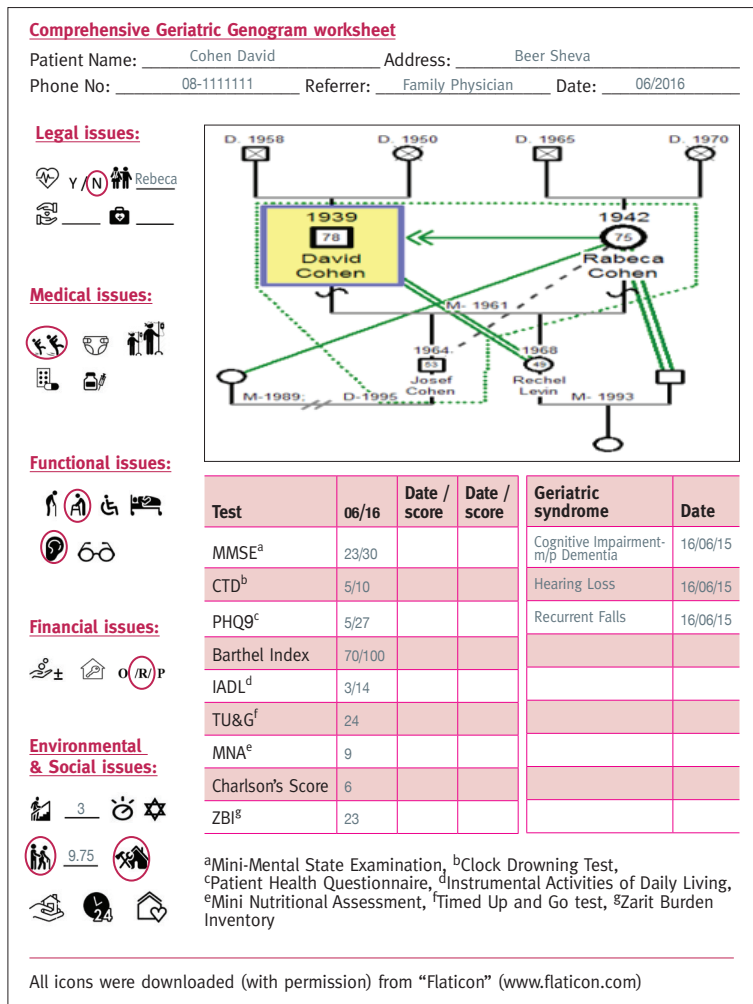 Comprehensive Geriatric Genogram worksheet
Patient Name: Cohen David Address: Beer Sheva
Phone No: 08-1111111 Referrer: Family Physician Date: 06/2016
Legal issues:
Y / N Rebeca
D. 1958 D. 1950 D. 1965 D. 1970
1939 1942
78 75
David Rabeca
Cohen Cohen
M- 1961
1964- 1968
53 49
Josef Rechel
Cohen Levin
M-1989; D-1995 M- 1993
Medical issues:
Functional issues:
Financial issues:
± O /R/ P
Environmental
& Social issues:
3
9.75
24
Test 06/16 Date / score Date / score
MMSEa 23/30
CTDb 5/10
PHQ9c 5/27
Barthel Index 70/100
IADLd 3/14
TU&Gf 24
MNAe 9
Charlson's Score 6
ZBIg 23
Geriatric syndrome Date
Cognitive Impairment- 16/06/15
m/p Dementia
Hearing Loss 16/06/15
Recurrent Falls 16/06/15
aMini-Mental State Examination, bClock Drowning Test,
cPatient Health Questionnaire, dInstrumental Activities of Daily Living,
eMini Nutritional Assessment, fTimed Up and Go test, gZarit Burden
Inventory
All icons were downloaded (with permission) from “Flaticon” (www.flaticon.com)